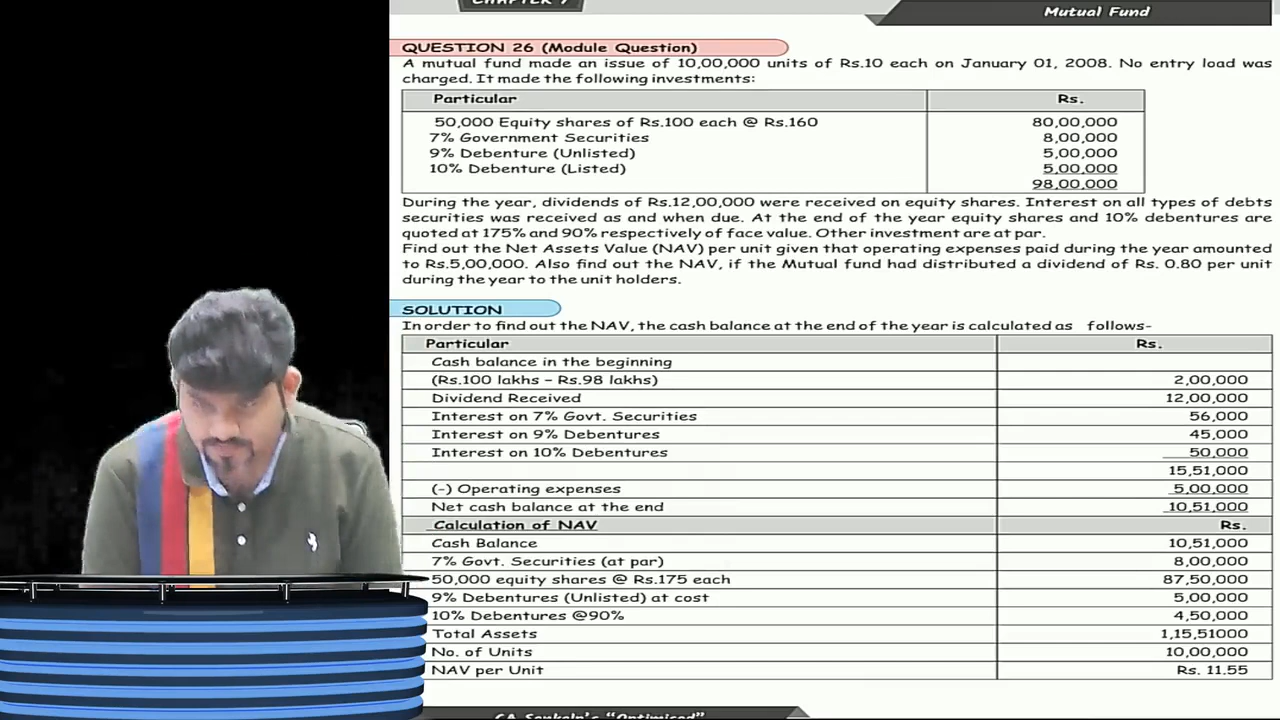 CHAPTER 7
Mutual Fund
QUESTION 26 (Module Question)
A mutual fund made an issue of 10,00,000 units of Rs.10 each on January 01, 2008. No entry load was
charged. It made the following investments:
Particular Rs.
50,000 Equity shares of Rs.100 each @ Rs.160 80,00,000
7% Government Securities 8,00,000
9% Debenture (Unlisted) 5,00,000
10% Debenture (Listed) 5,00,000
98,00,000
During the year, dividends of Rs.12,00,000 were received on equity shares. Interest on all types of debts
securities was received as and when due. At the end of the year equity shares and 10% debentures are
quoted at 175% and 90% respectively of face value. Other investment are at par.
Find out the Net Assets Value (NAV) per unit given that operating expenses paid during the year amounted
to Rs.5,00,000. Also find out the NAV, if the Mutual fund had distributed a dividend of Rs. 0.80 per unit
during the year to the unit holders.
SOLUTION
In order to find out the NAV, the cash balance at the end of the year is calculated as follows-
Particular Rs.
Cash balance in the beginning
(Rs.100 lakhs – Rs.98 lakhs) 2,00,000
Dividend Received 12,00,000
Interest on 7% Govt. Securities 56,000
Interest on 9% Debentures 45,000
Interest on 10% Debentures 50,000
15,51,000
(-) Operating expenses 5,00,000
Net cash balance at the end 10,51,000
Calculation of NAV Rs.
Cash Balance 10,51,000
7% Govt. Securities (at par) 8,00,000
50,000 equity shares @ Rs.175 each 87,50,000
9% Debentures (Unlisted) at cost 5,00,000
10% Debentures @90% 4,50,000
Total Assets 1,15,51000
No. of Units 10,00,000
NAV per Unit Rs. 11.55
"Optimised"